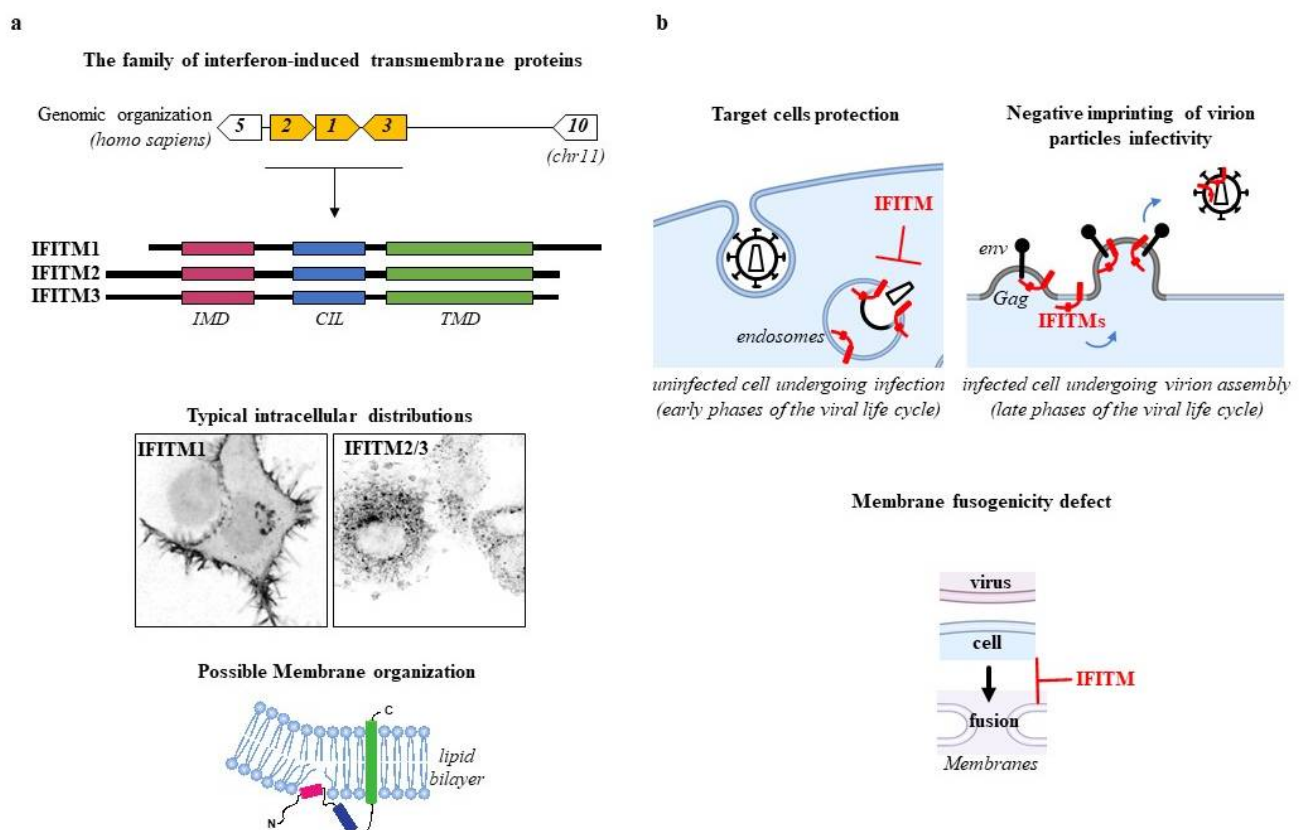 a
The family of interferon-induced transmembrane proteins
Genomic organization
(homo sapiens)
5 2 1 3 10
(chr11)
IFITM1
IFITM2
IFITM3
IMD CIL TMD
Typical intracellular distributions
IFITM1 IFITM2/3
Possible Membrane organization
C
lipid
bilayer
N
b
Target cells protection
IFITM
endosomes
uninfected cell undergoing infection
(early phases of the viral life cycle)
Negative imprinting of virion
particles infectivity
env
Gag
IFITMs
infected cell undergoing virion assembly
(late phases of the viral life cycle)
Membrane fusogenicity defect
virus
cell
IFITM
fusion
Membranes